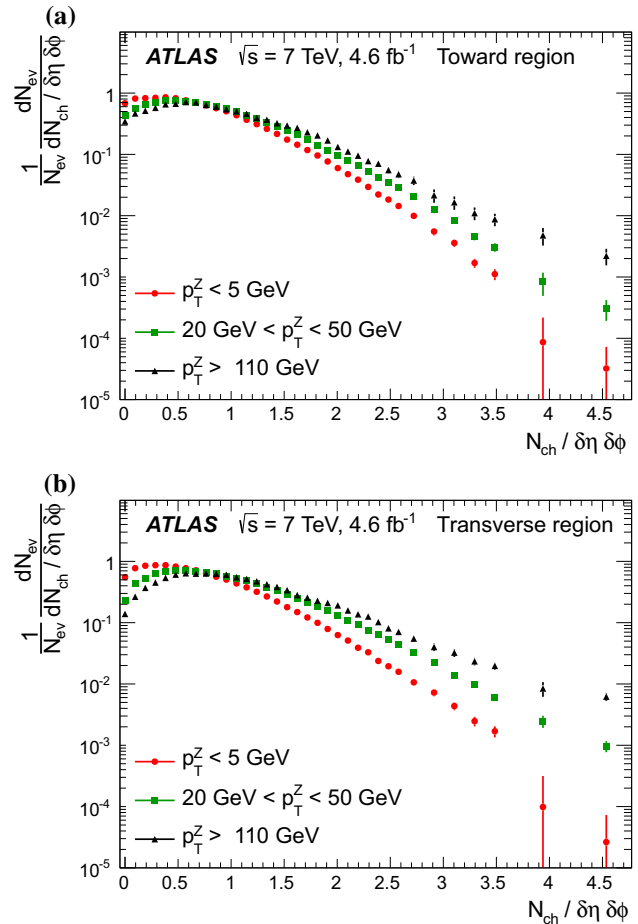 (a)
ATLAS √s = 7 TeV, 4.6 fb⁻¹ Toward region
1/N_ev dN_ev/dN_ch / δη δφ
1
10⁻¹
10⁻²
10⁻³
10⁻⁴
10⁻⁵
p_T^Z < 5 GeV
20 GeV < p_T^Z < 50 GeV
p_T^Z > 110 GeV
0 0.5 1 1.5 2 2.5 3 3.5 4 4.5
N_ch / δη δφ
(b)
ATLAS √s = 7 TeV, 4.6 fb⁻¹ Transverse region
1/N_ev dN_ev/dN_ch / δη δφ
1
10⁻¹
10⁻²
10⁻³
10⁻⁴
10⁻⁵
p_T^Z < 5 GeV
20 GeV < p_T^Z < 50 GeV
p_T^Z > 110 GeV
0 0.5 1 1.5 2 2.5 3 3.5 4 4.5
N_ch / δη δφ